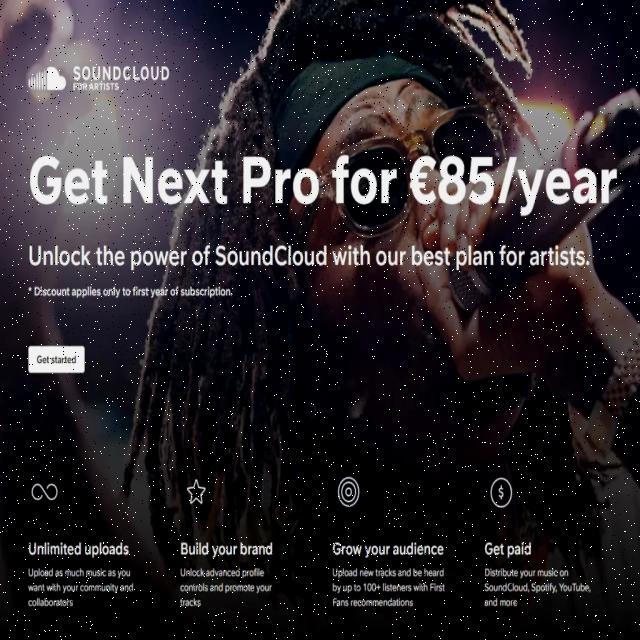 SOUNDCLOUD
FOR ARTISTS
Get Next Pro for €85/year
Unlock the power of SoundCloud with our best plan for artists.
* Discount applies only to first year of subscription.
Get started
Unlimited uploads
Upload as much music as you
want with your community and
collaborators
Build your brand
Unlock advanced profile
controls and promote your
tracks
Grow your audience
Upload new tracks and be heard
by up to 100+ listeners with First
Fans recommendations
Get paid
Distribute your music on
SoundCloud, Spotify, YouTube,
and more